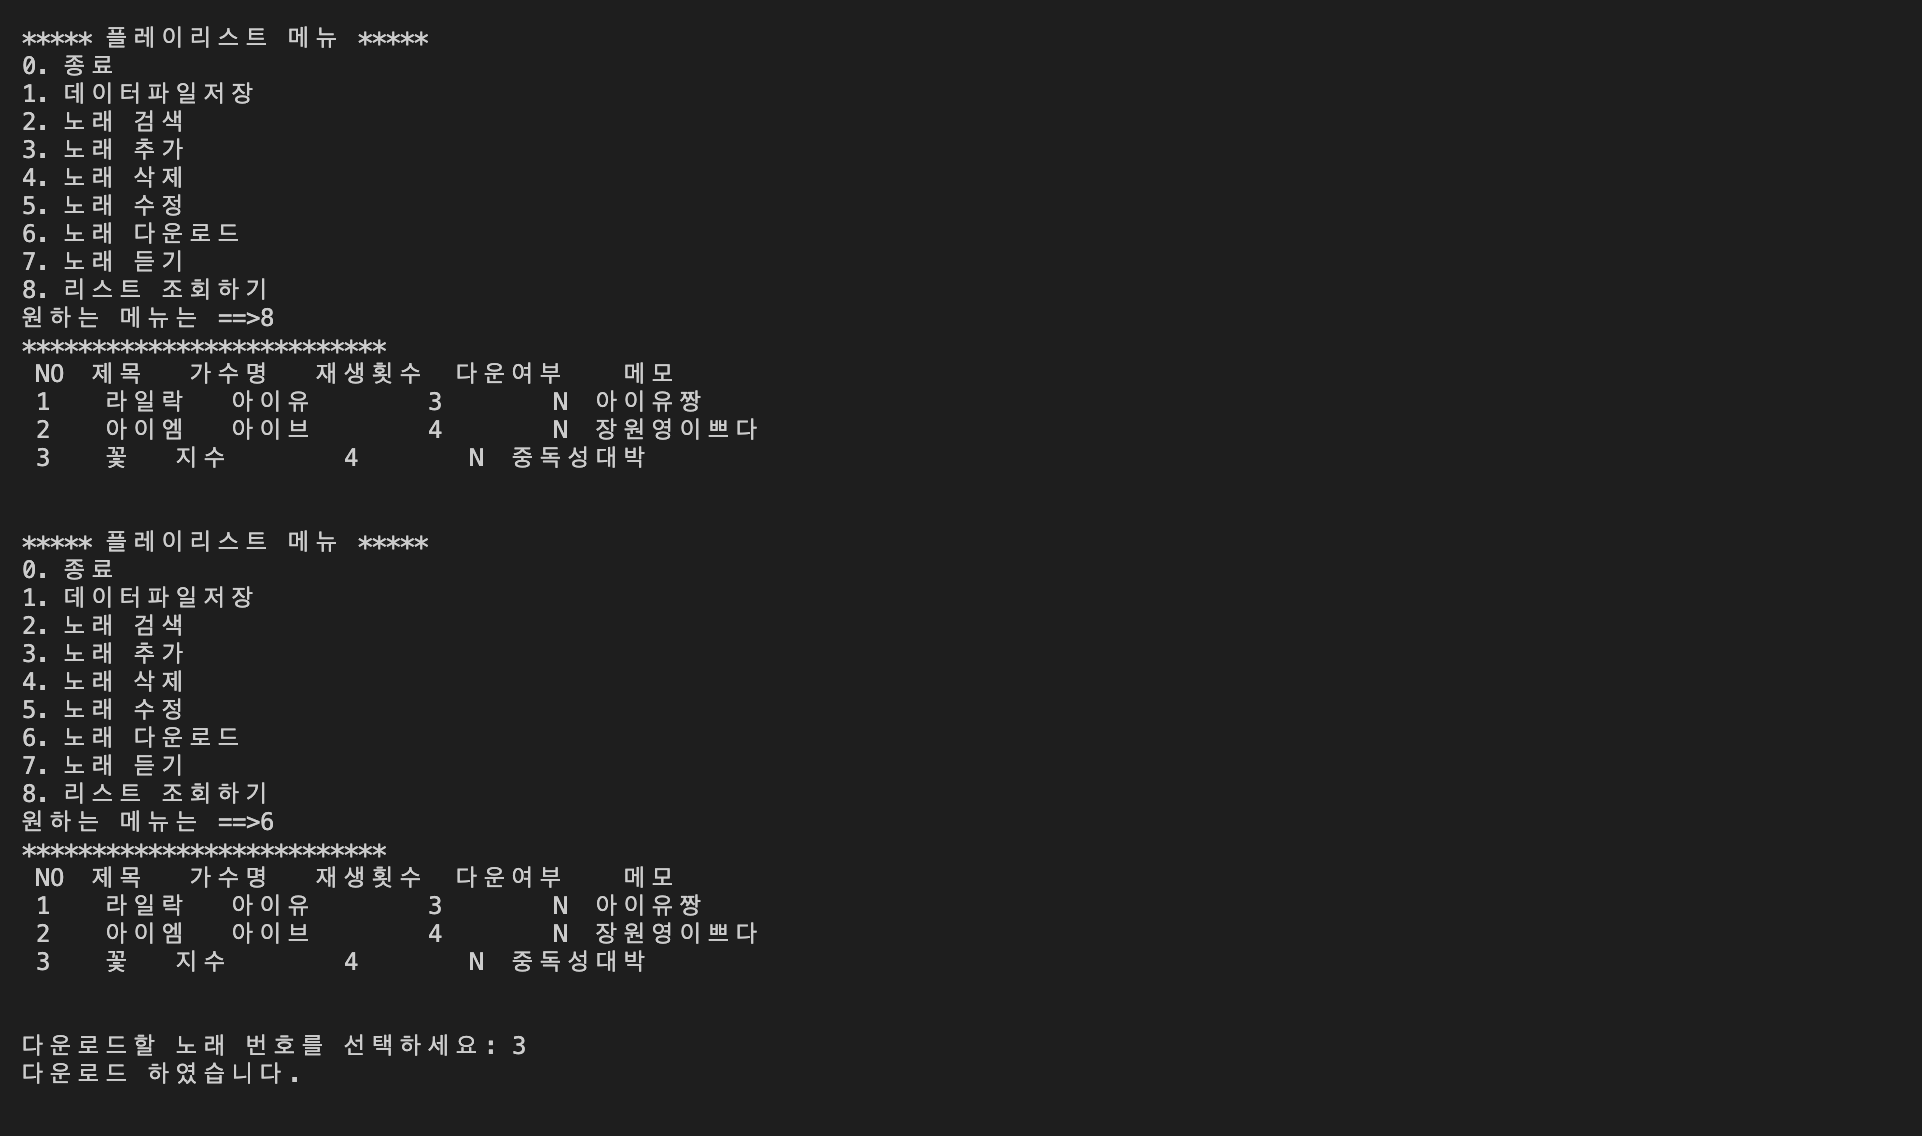 ***** 플레이리스트 메뉴 *****
0. 종료
1. 데이터파일저장
2. 노래 검색
3. 노래 추가
4. 노래 삭제
5. 노래 수정
6. 노래 다운로드
7. 노래 듣기
8. 리스트 조회하기
원하는 메뉴는 ==>8
**************************
NO 제목 가수명 재생횟수 다운여부 메모
1 라일락 아이유 3 N 아이유짱
2 아이엠 아이브 4 N 장원영이쁘다
3 꽃 지수 4 N 중독성대박
***** 플레이리스트 메뉴 *****
0. 종료
1. 데이터파일저장
2. 노래 검색
3. 노래 추가
4. 노래 삭제
5. 노래 수정
6. 노래 다운로드
7. 노래 듣기
8. 리스트 조회하기
원하는 메뉴는 ==>6
**************************
NO 제목 가수명 재생횟수 다운여부 메모
1 라일락 아이유 3 N 아이유짱
2 아이엠 아이브 4 N 장원영이쁘다
3 꽃 지수 4 N 중독성대박
다운로드할 노래 번호를 선택하세요: 3
다운로드 하였습니다.